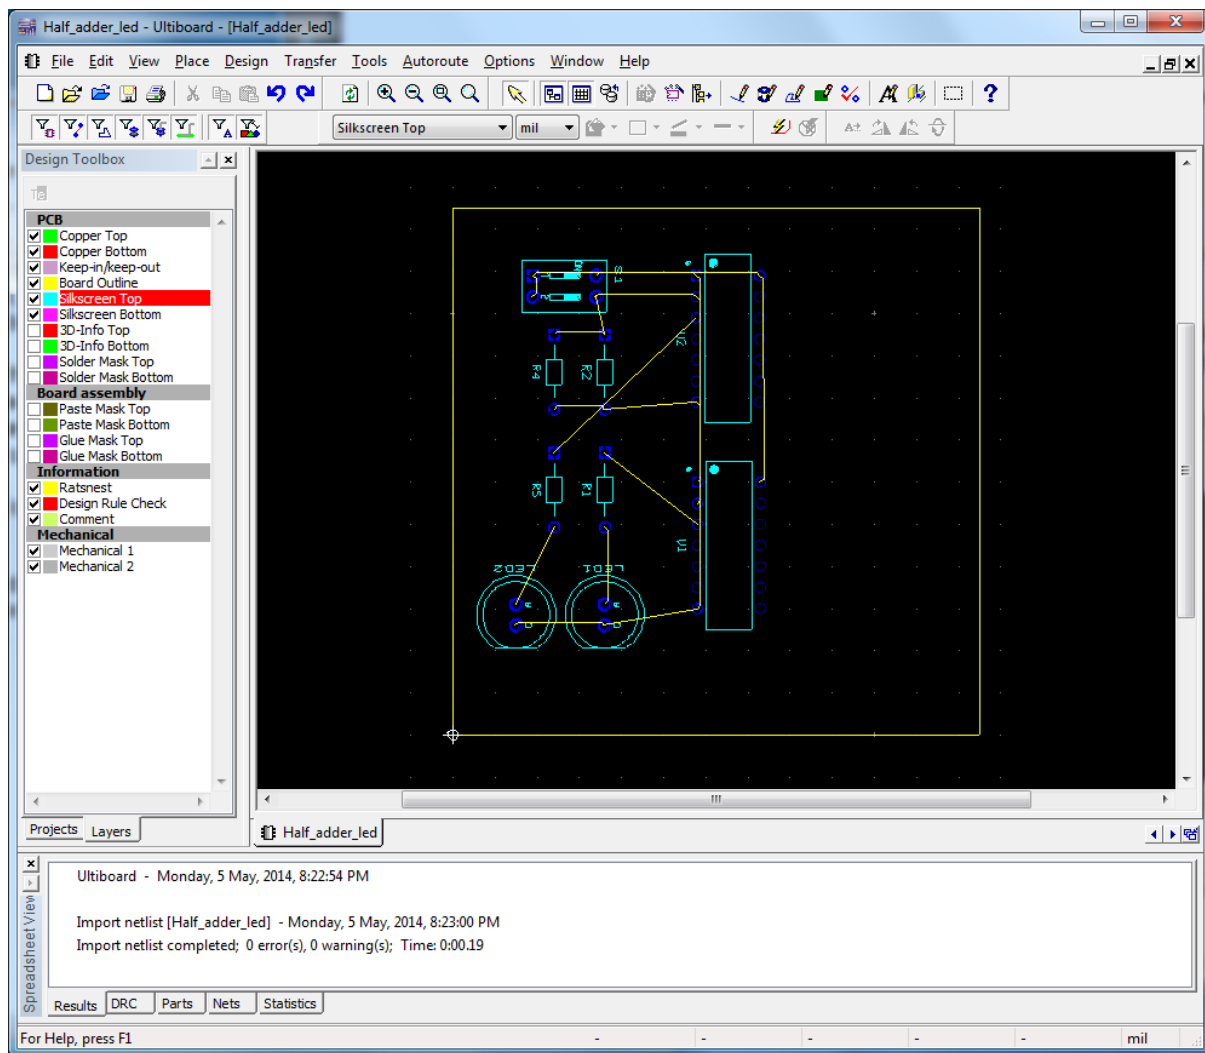 Half_adder_led - Ultiboard - [Half_adder_led]
File Edit View Place Design Transfer Tools Autoroute Options Window Help
Silkscreen Top mil
Design Toolbox
PCB
Copper Top
Copper Bottom
Keep-in/keep-out
Board Outline
Silkscreen Top
Silkscreen Bottom
3D-Info Top
3D-Info Bottom
Solder Mask Top
Solder Mask Bottom
Board assembly
Paste Mask Top
Paste Mask Bottom
Glue Mask Top
Glue Mask Bottom
Information
Ratsnest
Design Rule Check
Comment
Mechanical
Mechanical 1
Mechanical 2
S1
ON
1
2
U2
R4 R2
R5 R1
U1
LED2 LED1
Projects Layers
Half_adder_led
Spreadsheet View
Ultiboard - Monday, 5 May, 2014, 8:22:54 PM
Import netlist [Half_adder_led] - Monday, 5 May, 2014, 8:23:00 PM
Import netlist completed; 0 error(s), 0 warning(s); Time: 0:00.19
Results DRC Parts Nets Statistics
For Help, press F1 - - - - - mil